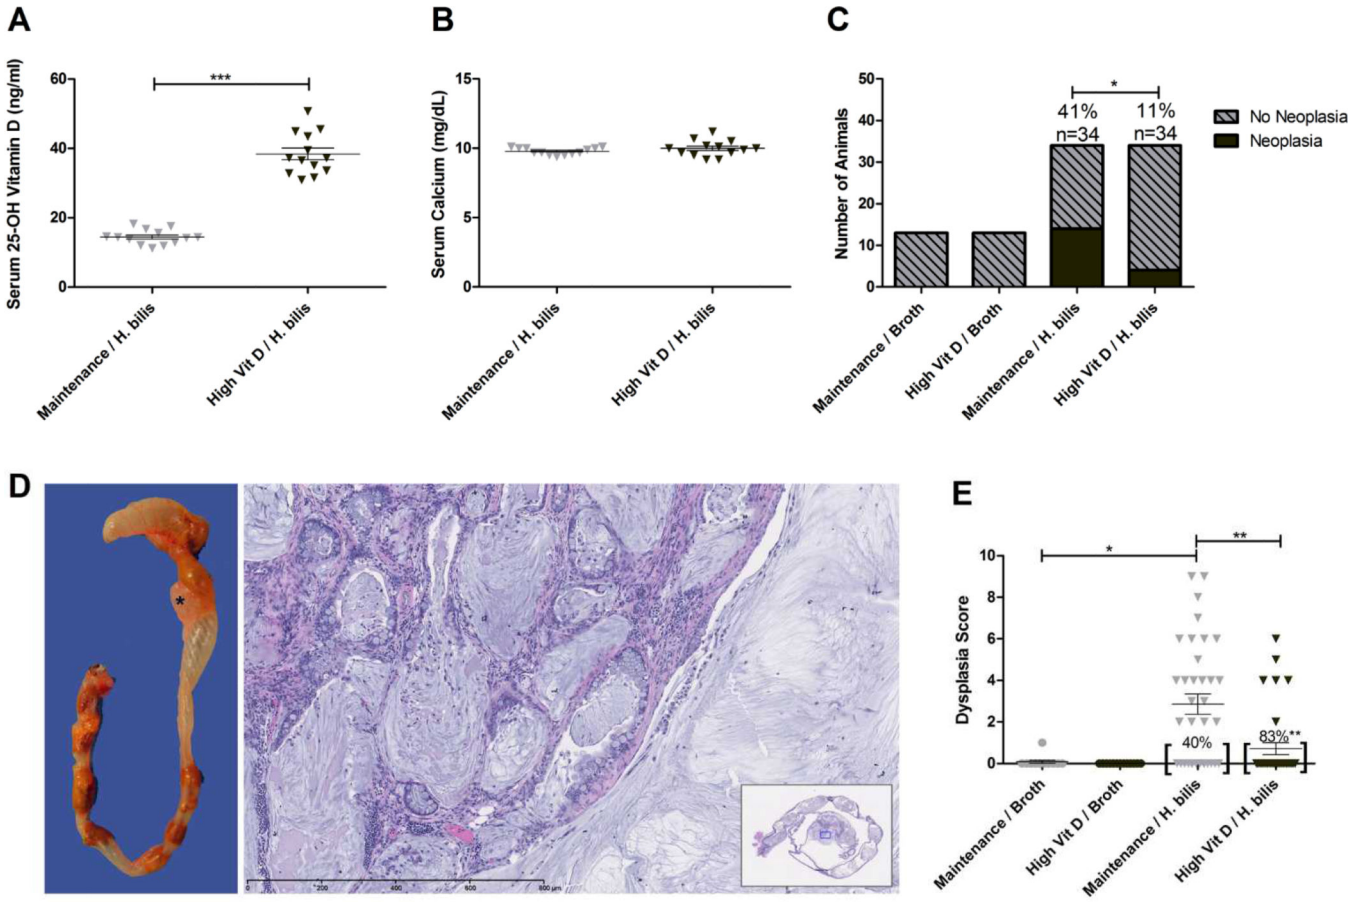 A
Serum 25-OH Vitamin D (ng/ml)
60
40
20
0
***
Maintenance / H. bilis
High Vit D / H. bilis
B
Serum Calcium (mg/dL)
15
10
5
0
Maintenance / H. bilis
High Vit D / H. bilis
C
Number of Animals
50
40
30
20
10
0
*
41%
n=34
11%
n=34
No Neoplasia
Neoplasia
Maintenance / Broth
High Vit D / Broth
Maintenance / H. bilis
High Vit D / H. bilis
D
*
0
200
400
600
800 µm
E
Dysplasia Score
10
8
6
4
2
0
*
**
40%
83%**
Maintenance / Broth
High Vit D / Broth
Maintenance / H. bilis
High Vit D / H. bilis